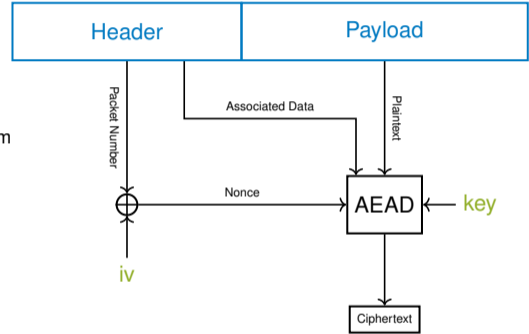 Header
Payload
Packet Number
Associated Data
Plaintext
m
Nonce
AEAD
key
iv
Ciphertext